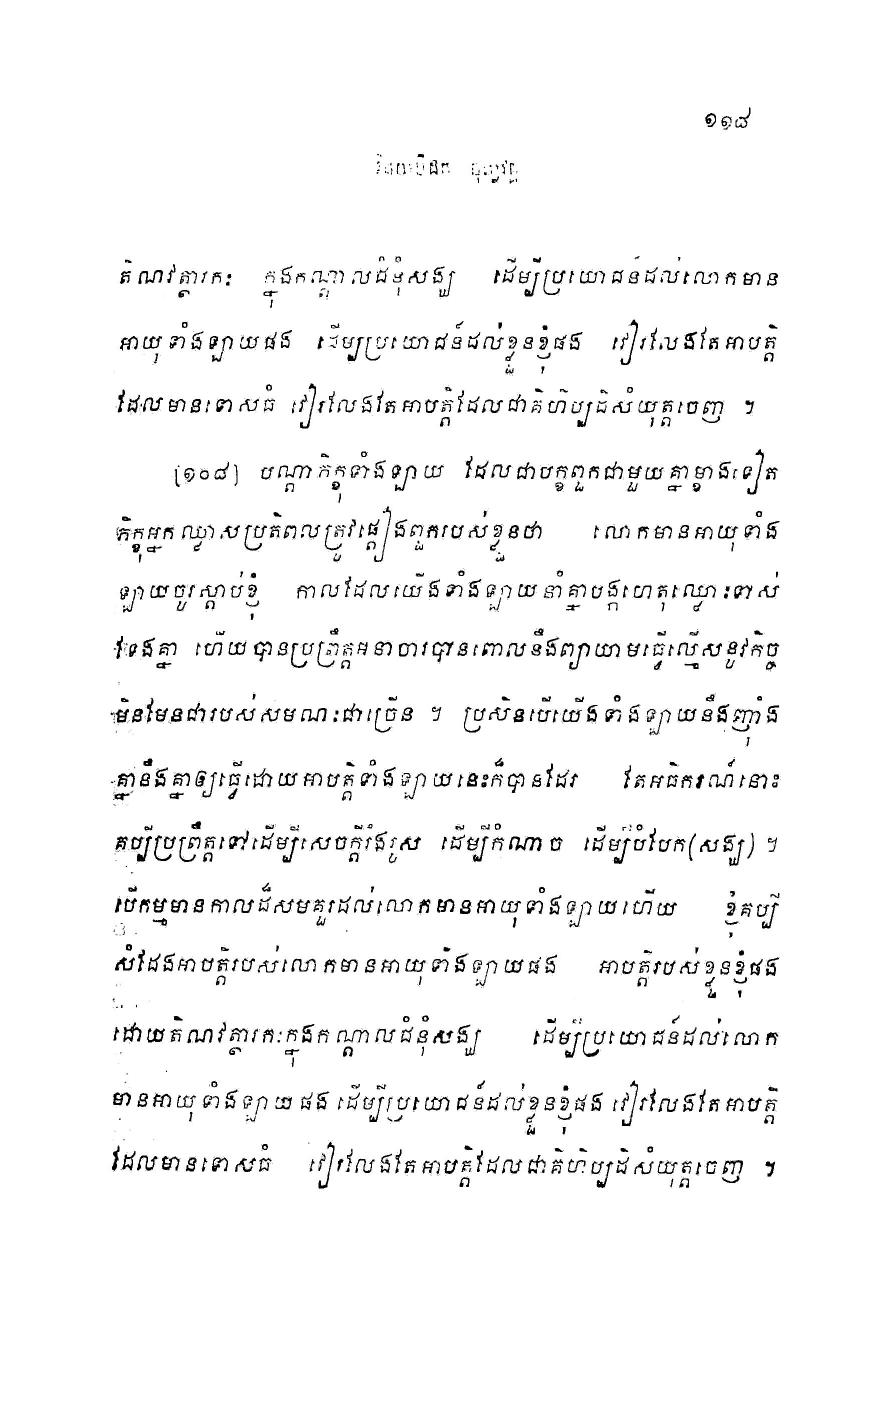 ១១៨
វិនយបិដក ចុល្លវគ្គ
តិណវត្ថារកៈ ក្នុងកណ្តាលជំនុំសង្ឃ ដើម្បីប្រយោជន៍ដល់លោកមាន
អាយុទាំងឡាយផង ដើម្បីប្រយោជន៍ដល់ខ្លួនខ្ញុំផង វៀរលែងតែអាបត្តិ
ដែលមានទោសធំ វៀរលែងតែអាបត្តិដែលជាគិហិប្បដិសំយុត្តចេញ ។
[១០៨] បណ្តាភិក្ខុទាំងឡាយ ដែលជាបក្ខពួកជាមួយគ្នាខ្ខាងទៀត
ភិក្ខុអ្នកឈ្លាសប្រតិពលត្រូវផ្តៀងពួករបស់ខ្លួនថា លោកមានអាយុទាំង
ឡាយចូរស្តាប់ខ្ញុំ កាលដែលយើងទាំងឡាយនាំគ្នាបង្កហេតុឈ្លោះទាស់
ទែងគ្នា ហើយបានប្រព្រឹត្តអនាចារបានពោលនឹងព្យាយាមធ្វើល្មើសនូវកិច្ច
មិនមែនជារបស់សមណៈជាច្រើន ។ ប្រសិនបើយើងទាំងឡាយនឹងញ៉ាំង
គ្នានឹងគ្នាឲ្យធ្វើដោយអាបត្តិទាំងឡាយនេះក៏បានដែរ តែអធិករណ៍នោះ
គប្បីប្រព្រឹត្តទៅដើម្បីសេចក្តីរឹងរូស ដើម្បីកំណាច ដើម្បីបំបែក(សង្ឃ) ។
បើកម្មមានកាលដ៏សមគួរដល់លោកមានអាយុទាំងឡាយហើយ ខ្ញុំគប្បី
សំដែងអាបត្តិរបស់លោកមានអាយុទាំងឡាយផង អាបត្តិរបស់ខ្លួនខ្ញុំផង
ដោយតិណវត្ថារកៈក្នុងកណ្តាលជំនុំសង្ឃ ដើម្បីប្រយោជន៍ដល់លោក
មានអាយុទាំងឡាយផង ដើម្បីប្រយោជន៍ដល់ខ្លួនខ្ញុំផង វៀរលែងតែអាបត្តិ
ដែលមានទោសធំ វៀរលែងតែអាបត្តិដែលជាគិហិប្បដិសំយុត្តចេញ ។